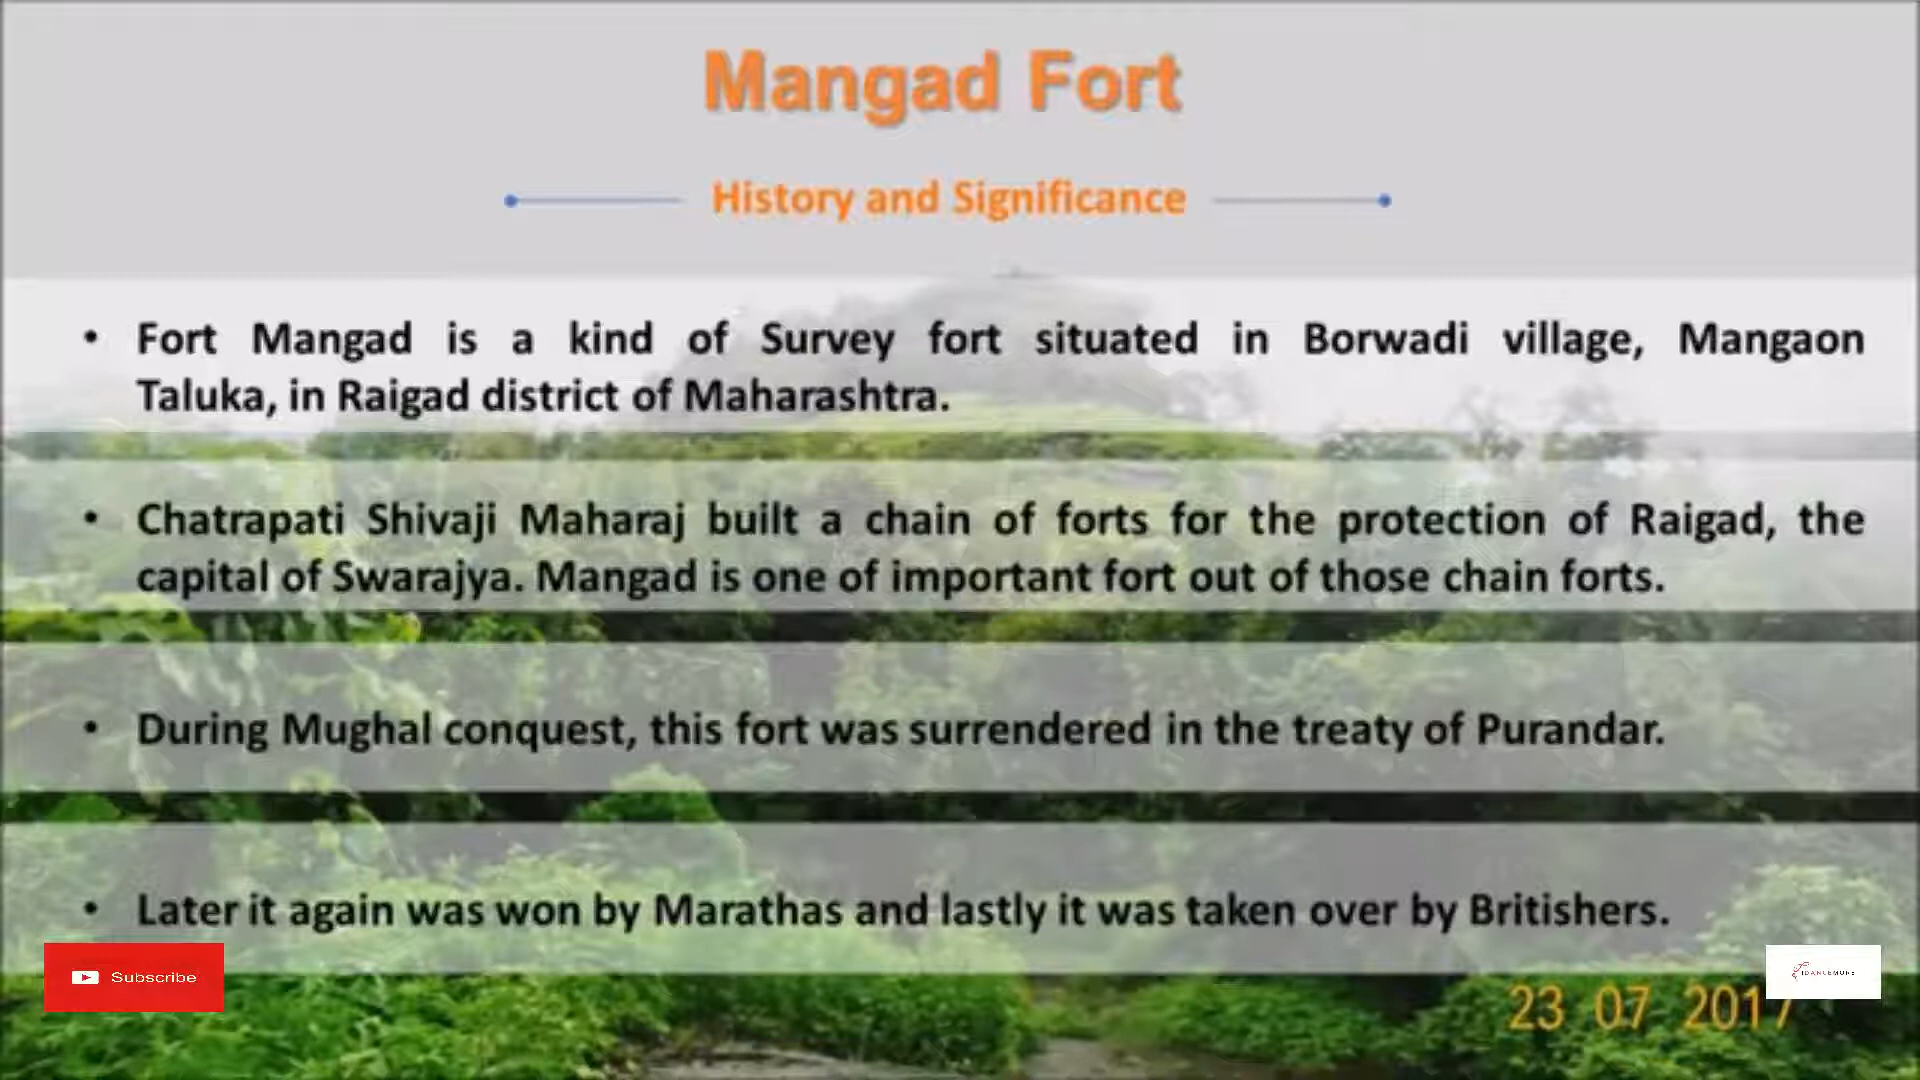 Mangad Fort
History and Significance
• Fort Mangad is a kind of Survey fort situated in Borwadi village, Mangaon
Taluka, in Raigad district of Maharashtra.
• Chatrapati Shivaji Maharaj built a chain of forts for the protection of Raigad, the
capital of Swarajya. Mangad is one of important fort out of those chain forts.
• During Mughal conquest, this fort was surrendered in the treaty of Purandar.
• Later it again was won by Marathas and lastly it was taken over by Britishers.
Subscribe
23 07 2017